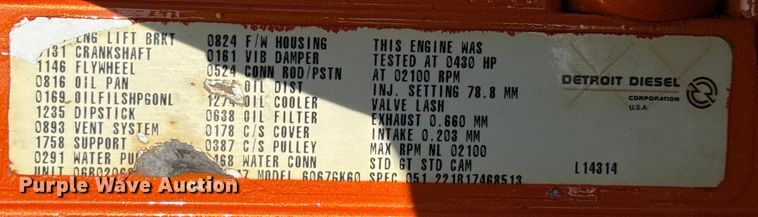 ENG LIFT BRKT
1131 CRANKSHAFT
1146 FLYWHEEL
0816 OIL PAN
0169 OILFILSHPGONL
1235 DIPSTICK
0893 VENT SYSTEM
1758 SUPPORT
0291 WATER
UNIT
0824 F/W HOUSING
0161 VIB DAMPER
0524 CONN ROD/PSTN
OIL DIST
OIL COOLER
0638 OIL FILTER
0178 C/S COVER
0387 C/S PULLEY
WATER CONN
MODEL 6067GK60 SPEC 051 221B17468513
THIS ENGINE WAS
TESTED AT 0430 HP
AT 02100 RPM
INJ. SETTING 78.8 MM
VALVE LASH
EXHAUST 0.660 MM
INTAKE 0.203 MM
MAX RPM NL 02100
STD GT STD CAM
DETROIT DIESEL
CORPORATION
U.S.A.
L14314
Purple Wave Auction